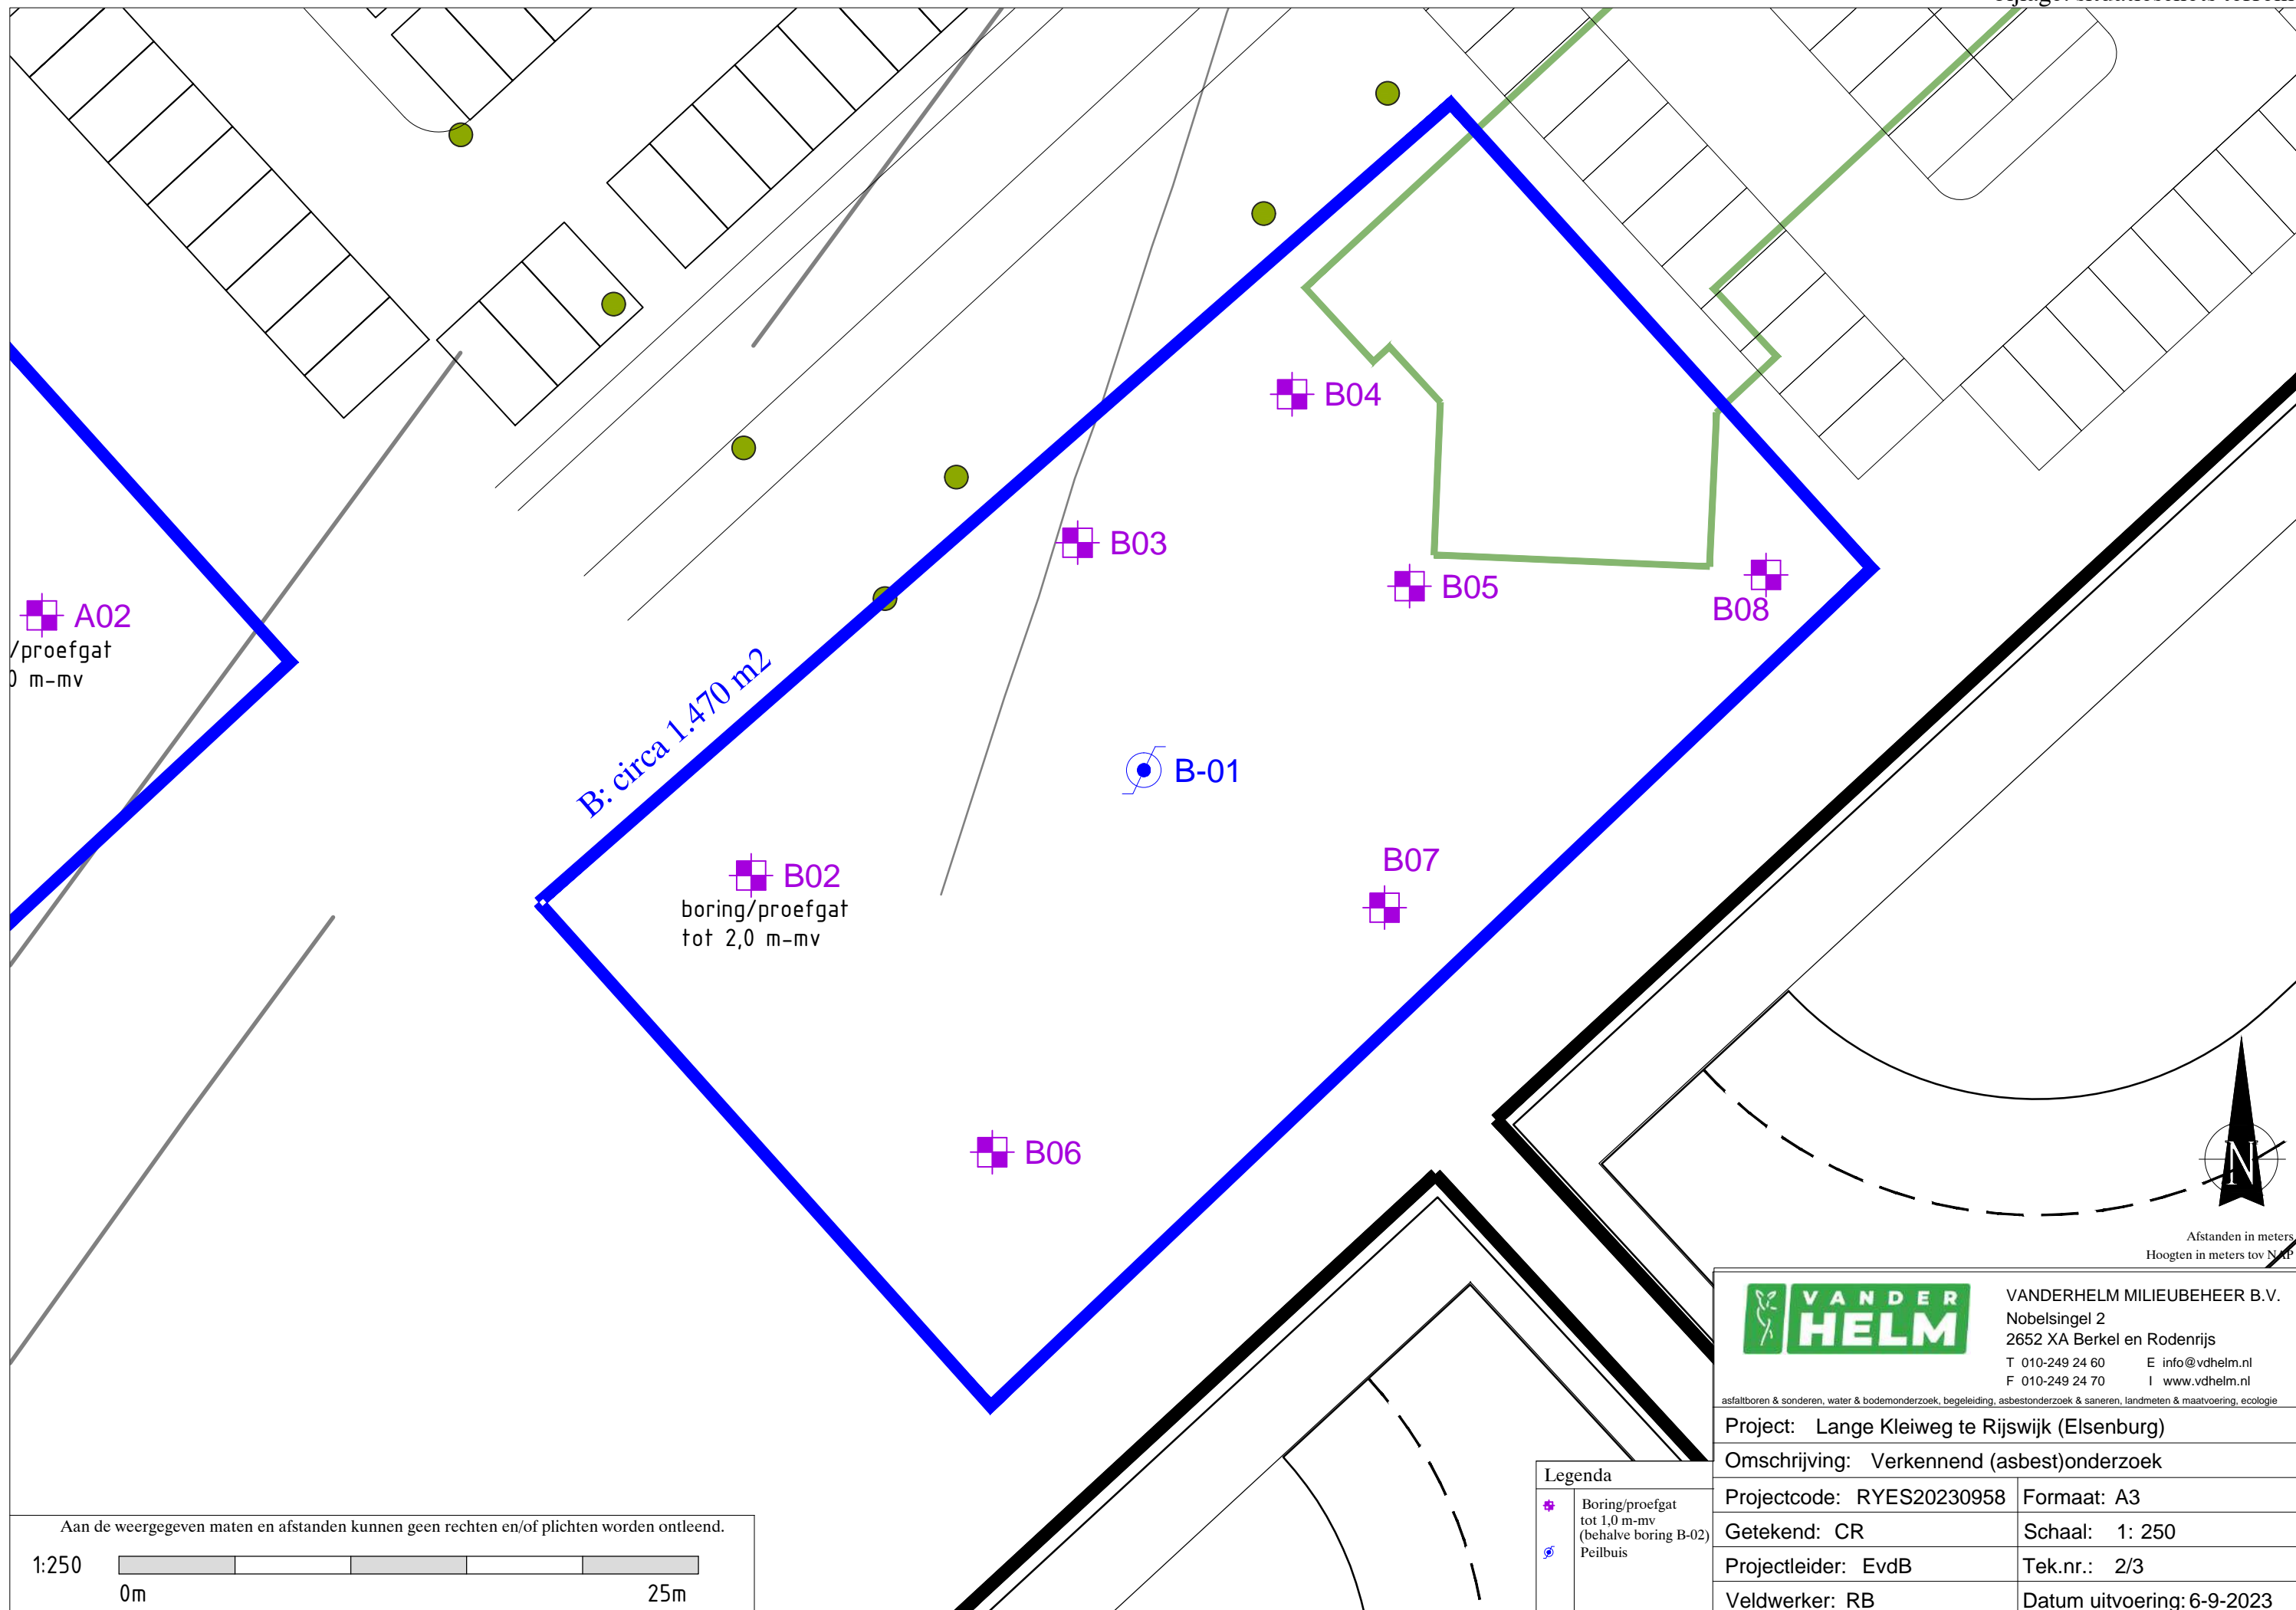 B04
B03
B05
B08
A02
/proefgat
m-mv
B: circa 1.470 m2
B-01
B07
B02
boring/proefgat
tot 2,0 m-mv
B06
N
Afstanden in meters
Hoogten in meters tov NAP
VANDER
HELM
VANDERHELM MILIEUBEHEER B.V.
Nobelsingel 2
2652 XA Berkel en Rodenrijs
T 010-249 24 60 E info@vdhelm.nl
F 010-249 24 70 I www.vdhelm.nl
asfaltboren & sonderen, water & bodemonderzoek, begeleiding, asbestonderzoek & saneren, landmeten & maatvoering, ecologie
Project: Lange Kleiweg te Rijswijk (Elsenburg)
Omschrijving: Verkennend (asbest)onderzoek
Projectcode: RYES20230958 Formaat: A3
Getekend: CR Schaal: 1: 250
Projectleider: EvdB Tek.nr.: 2/3
Veldwerker: RB Datum uitvoering: 6-9-2023
Legenda
Boring/proefgat
tot 1,0 m-mv
(behalve boring B-02)
Peilbuis
Aan de weergegeven maten en afstanden kunnen geen rechten en/of plichten worden ontleend.
1:250
0m 25m